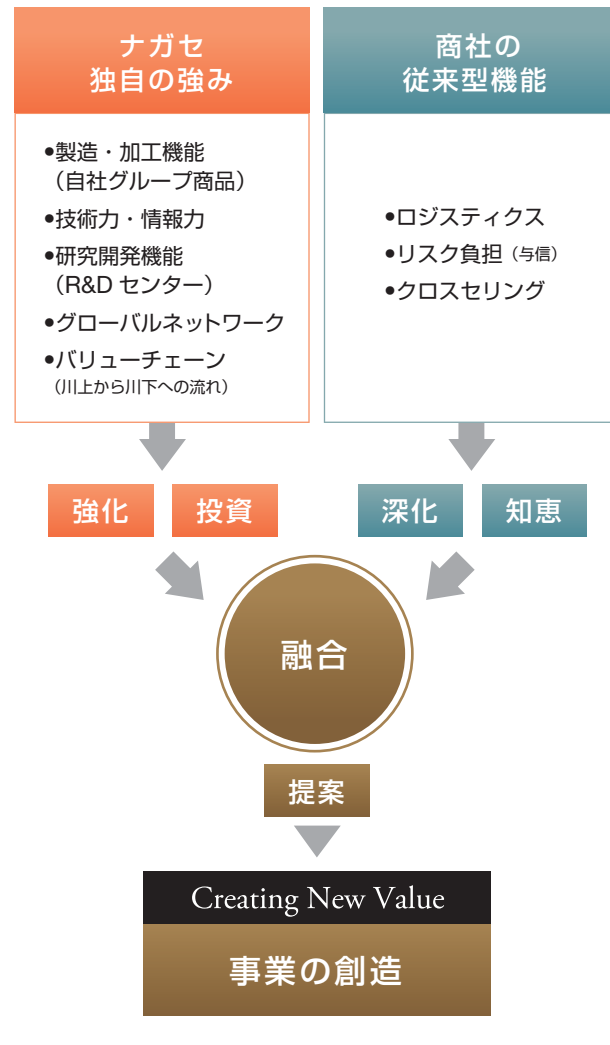 ナガセ
独自の強み
•製造・加工機能
（自社グループ商品）
•技術力・情報力
•研究開発機能
（R&D センター）
•グローバルネットワーク
•バリューチェーン
（川上から川下への流れ）
商社の
従来型機能
•ロジスティクス
•リスク負担（与信）
•クロスセリング
強化
投資
深化
知恵
融合
提案
Creating New Value
事業の創造